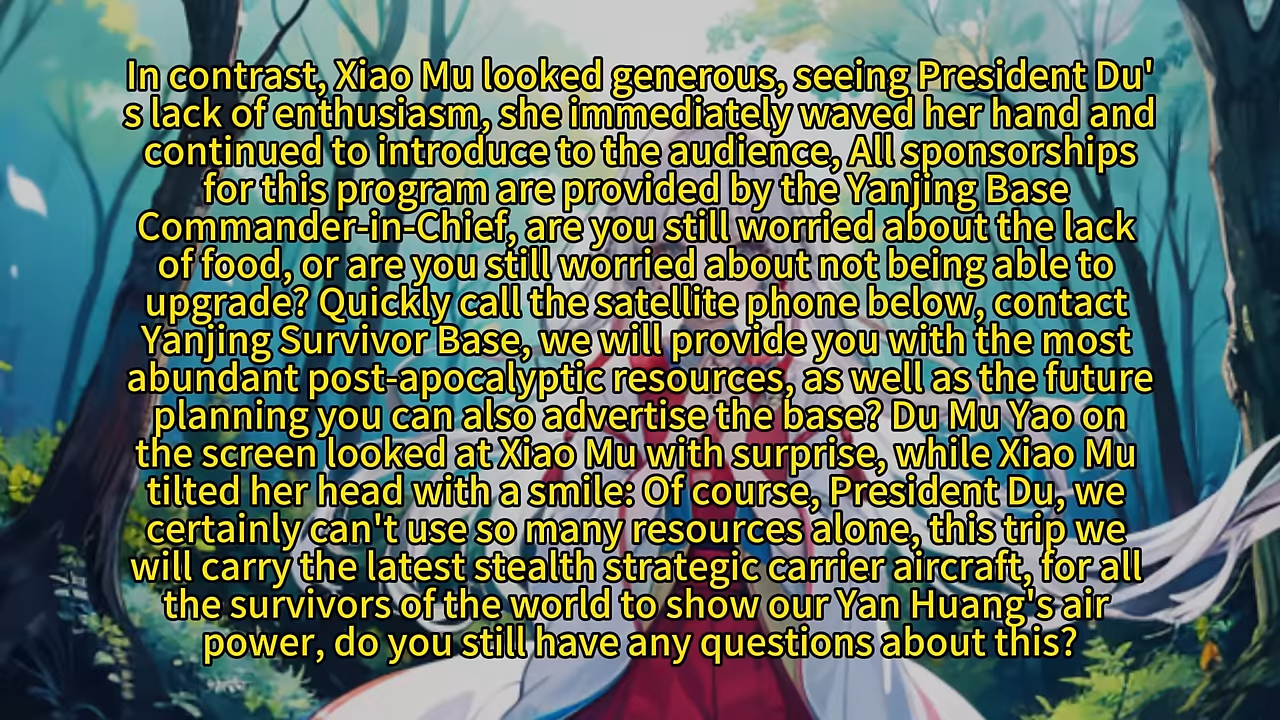 In contrast, Xiao Mu looked generous, seeing President Du'
s lack of enthusiasm, she immediately waved her hand and
continued to introduce to the audience, All sponsorships
for this program are provided by the Yanjing Base
Commander-in-Chief, are you still worried about the lack
of food, or are you still worried about not being able to
upgrade? Quickly call the satellite phone below, contact
Yanjing Survivor Base, we will provide you with the most
abundant post-apocalyptic resources, as well as the future
planning you can also advertise the base? Du Mu Yao on
the screen looked at Xiao Mu with surprise, while Xiao Mu
tilted her head with a smile: Of course, President Du, we
certainly can't use so many resources alone, this trip we
will carry the latest stealth strategic carrier aircraft, for all
the survivors of the world to show our Yan Huang's air
power, do you still have any questions about this?